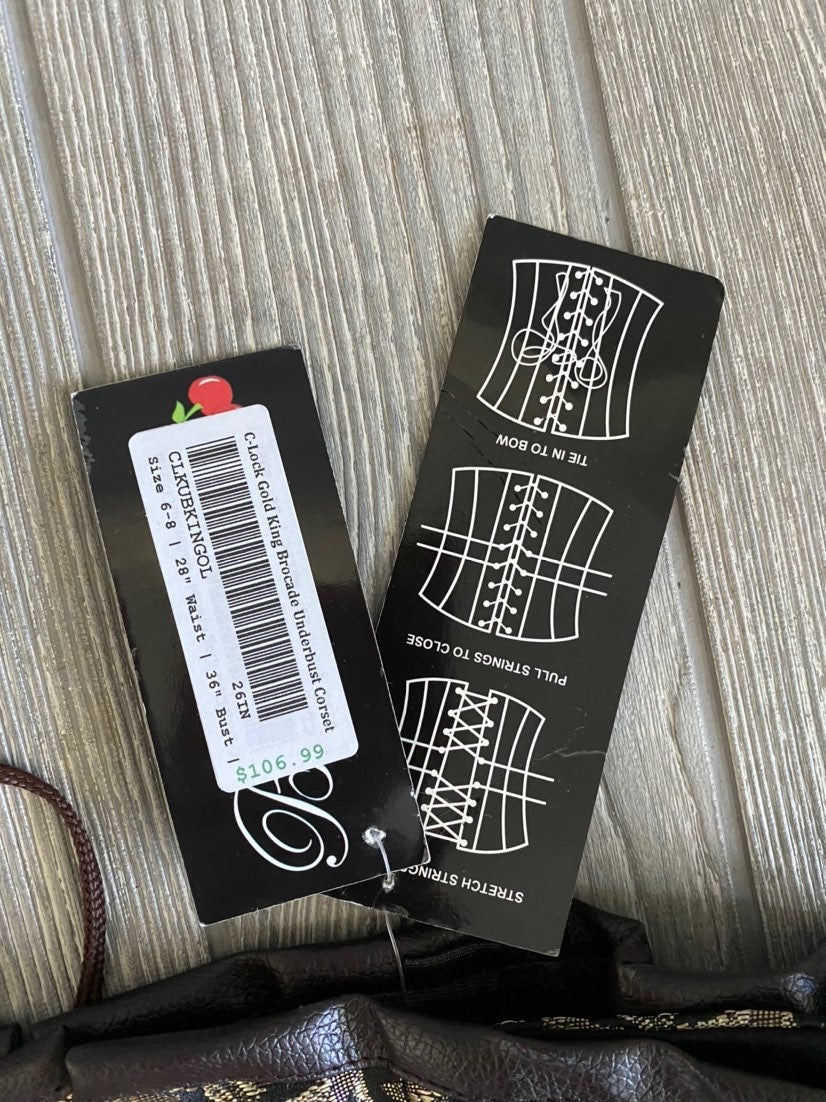 C-Lock Gold King Brocade Underbust Corset
26IN
CLKUBKINGOL
Size 6-8 | 28" Waist | 36" Bust |
$106.99
STRETCH STRINGS
PULL STRINGS TO CLOSE
TIE IN TO BOW